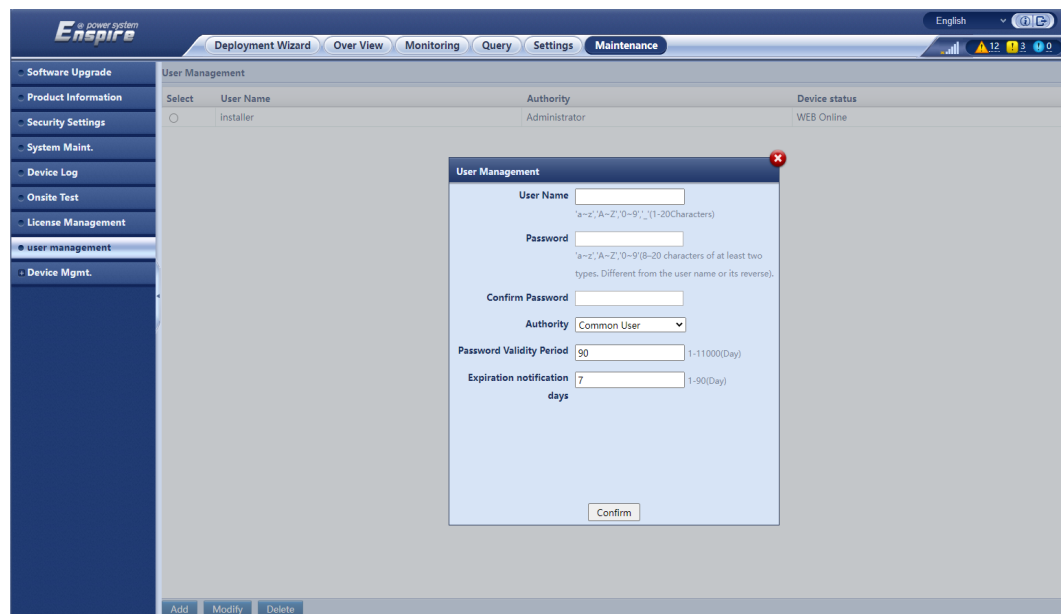 @ power system
Enspire
English
Deployment Wizard Over View Monitoring Query Settings Maintenance
12 3 0
Software Upgrade
Product Information
Security Settings
System Maint.
Device Log
Onsite Test
License Management
user management
Device Mgmt.
User Management
Select User Name Authority Device status
installer Administrator WEB Online
User Management
User Name
'a~z','A~Z','0~9','_'(1-20Characters)
Password
'a~z','A~Z','0~9'(8–20 characters of at least two
types. Different from the user name or its reverse).
Confirm Password
Authority Common User
Password Validity Period 90 1-11000(Day)
Expiration notification
days 7 1-90(Day)
Confirm
Add Modify Delete